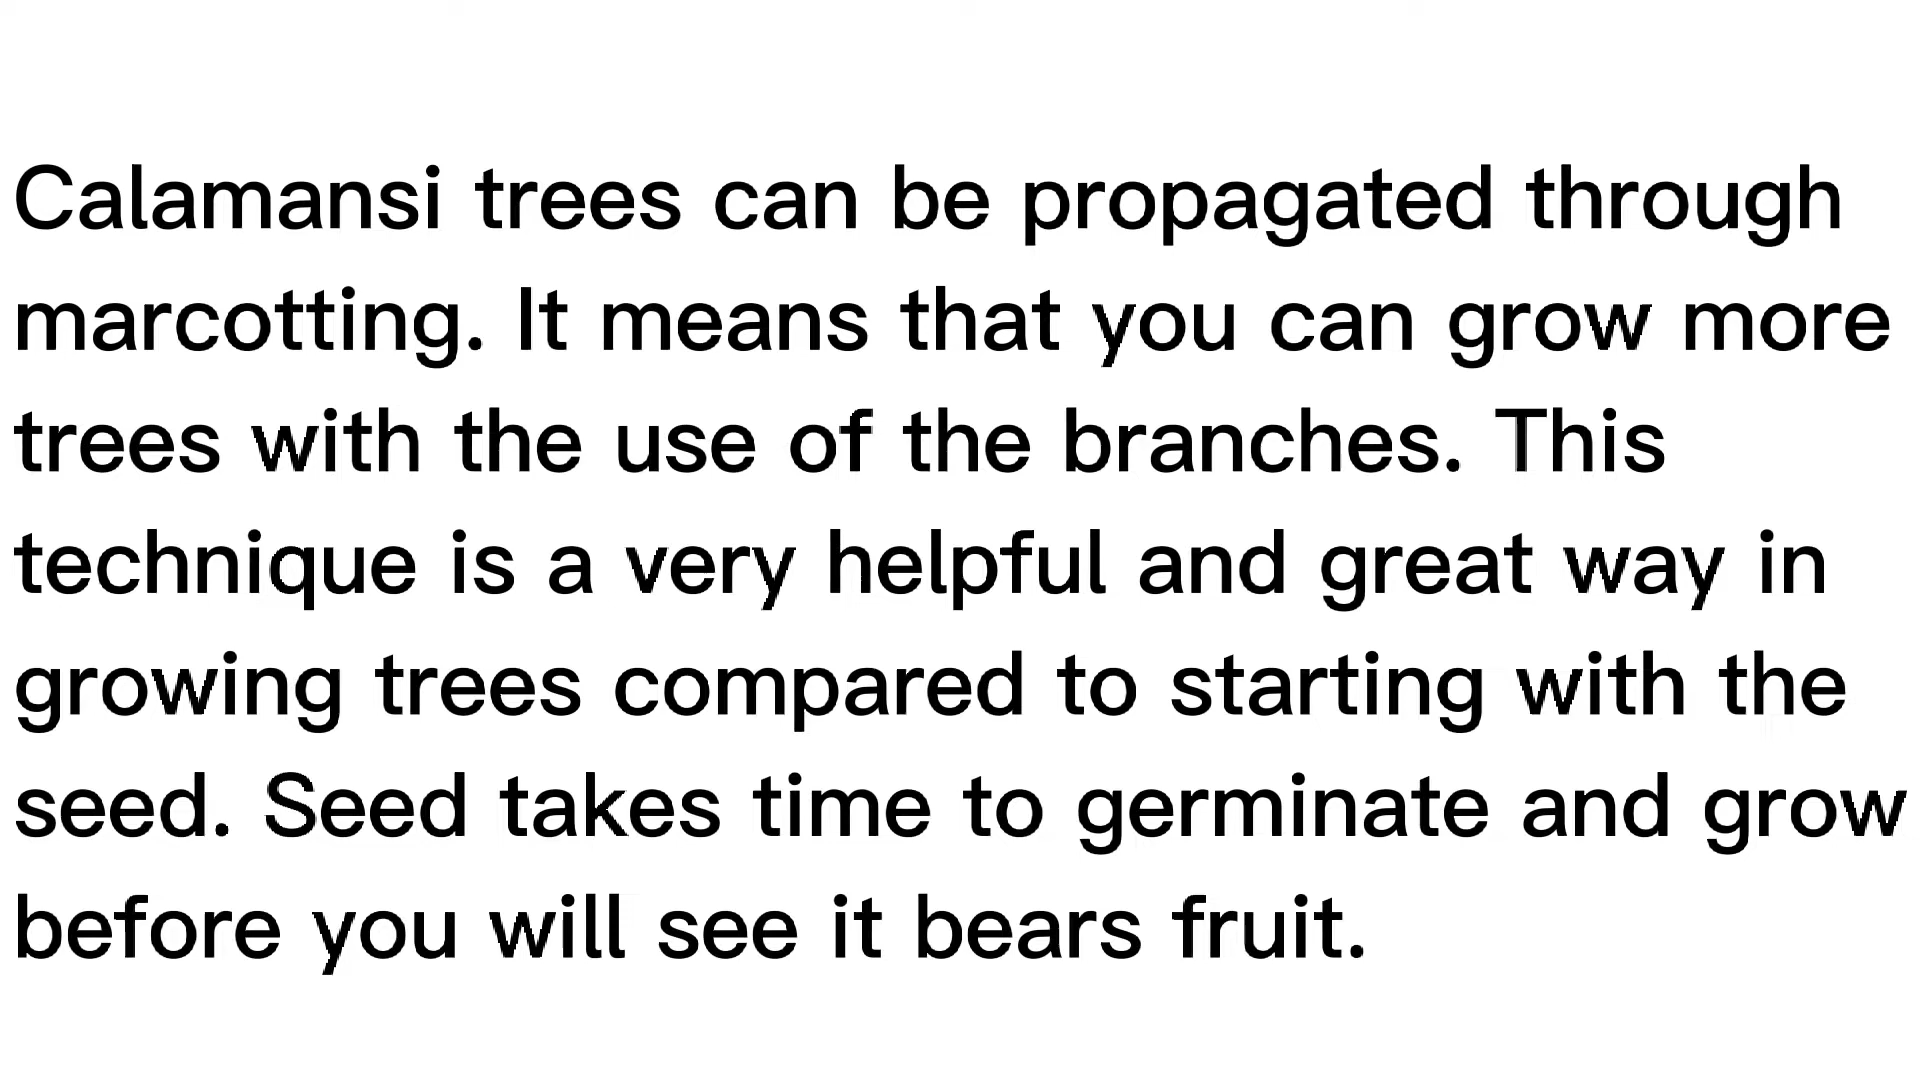 Calamansi trees can be propagated through
marcotting. It means that you can grow more
trees with the use of the branches. This
technique is a very helpful and great way in
growing trees compared to starting with the
seed. Seed takes time to germinate and grow
before you will see it bears fruit.